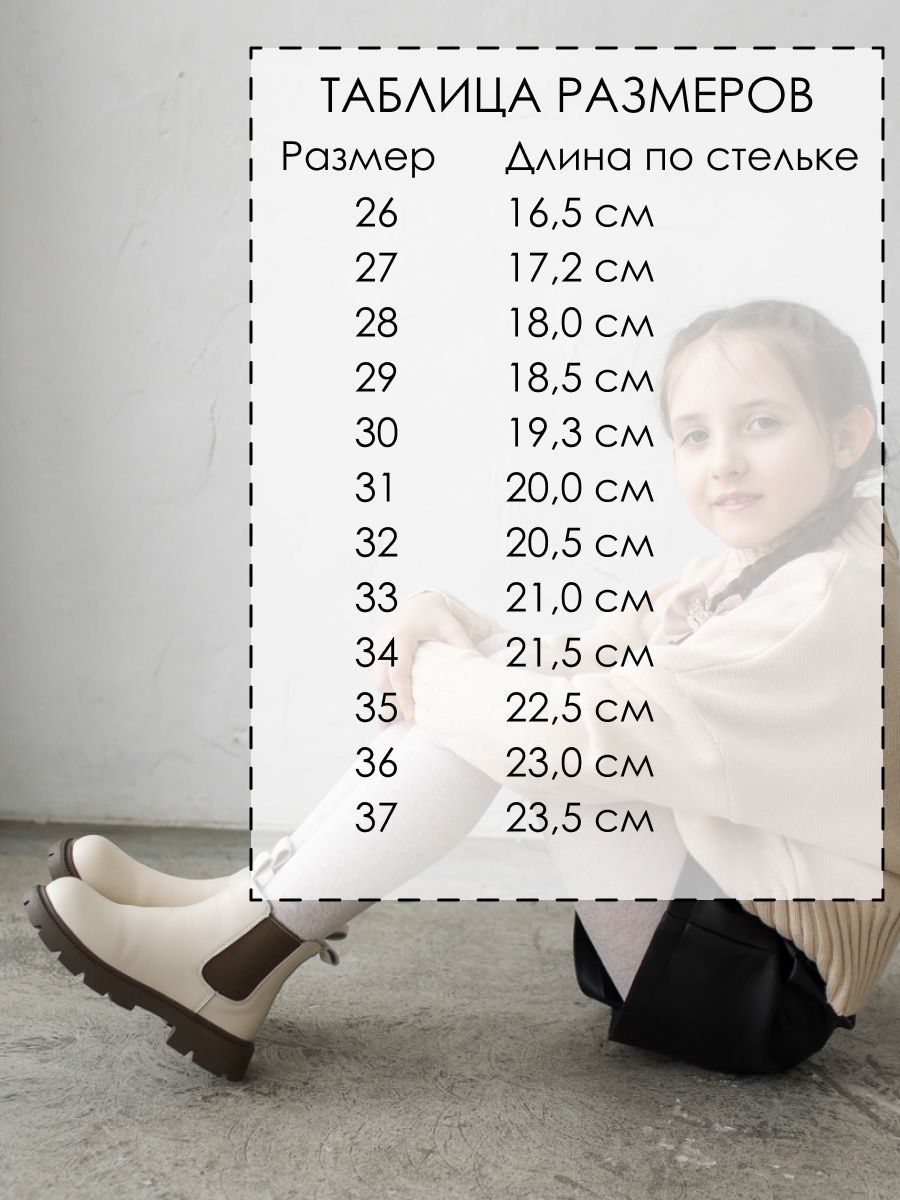 ТАБЛИЦА РАЗМЕРОВ
Размер Длина по стельке
26 16,5 см
27 17,2 см
28 18,0 см
29 18,5 см
30 19,3 см
31 20,0 см
32 20,5 см
33 21,0 см
34 21,5 см
35 22,5 см
36 23,0 см
37 23,5 см